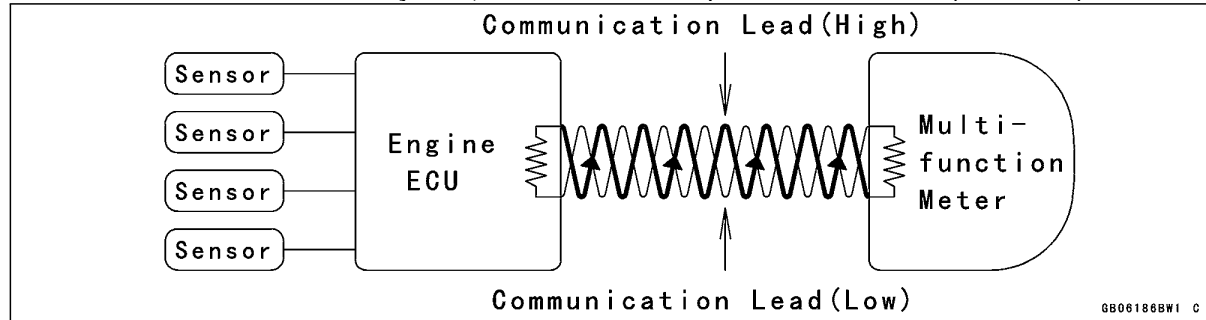 Communication Lead(High)
Sensor
Sensor
Sensor
Sensor
Engine
ECU
Multi-
function
Meter
Communication Lead(Low)
GB06186BW1 C